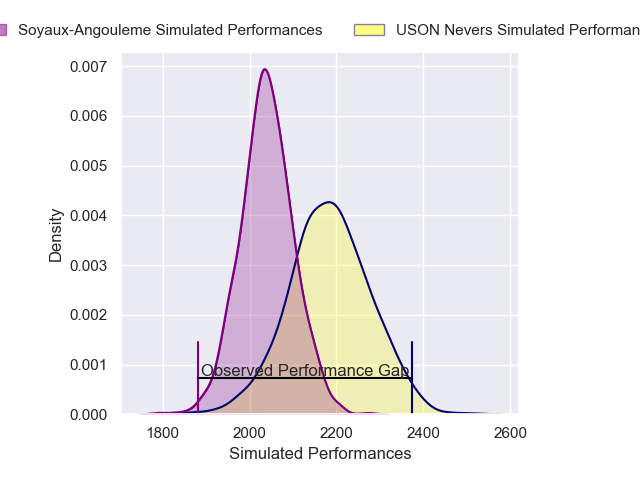 Soyaux-Angouleme Simulated Performances USON Nevers Simulated Performan
0.007
0.006
0.005
0.004
0.003
0.002
0.001
0.000
Density
Observed Performance Gap
1800 2000 2200 2400 2600
Simulated Performances